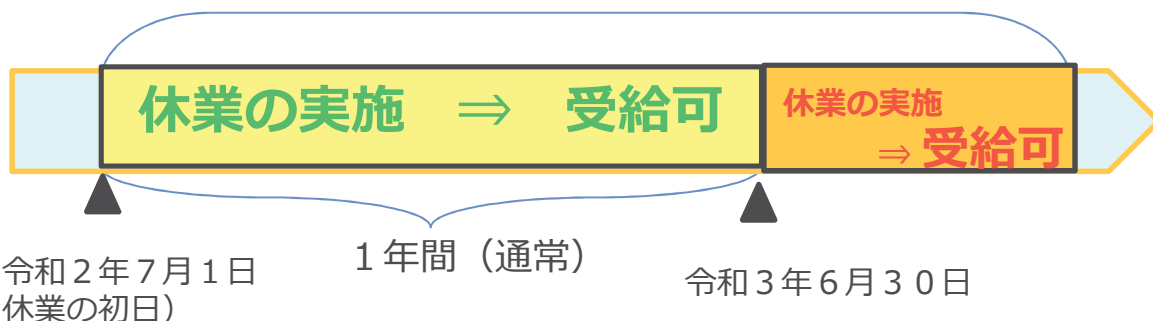 休業の実施 ⇒ 受給可
休業の実施
⇒ 受給可
１年間（通常）
令和２年７月１日
休業の初日）
令和３年６月３０日